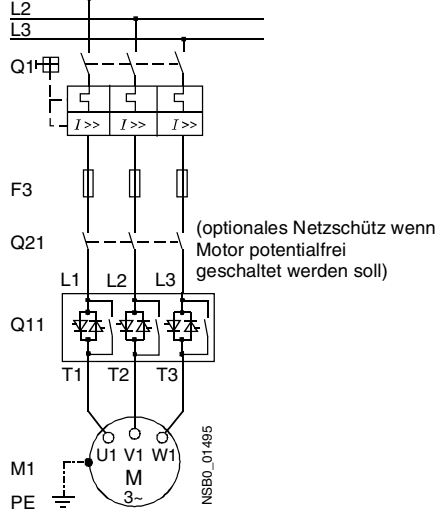 L2
L3
Q1
I >> I >> I >>
F3
Q21
(optionales Netzschütz wenn
Motor potentialfrei
geschaltet werden soll)
L1 L2 L3
Q11
T1 T2 T3
U1 V1 W1
M
3~
M1
PE
NSB0_01495